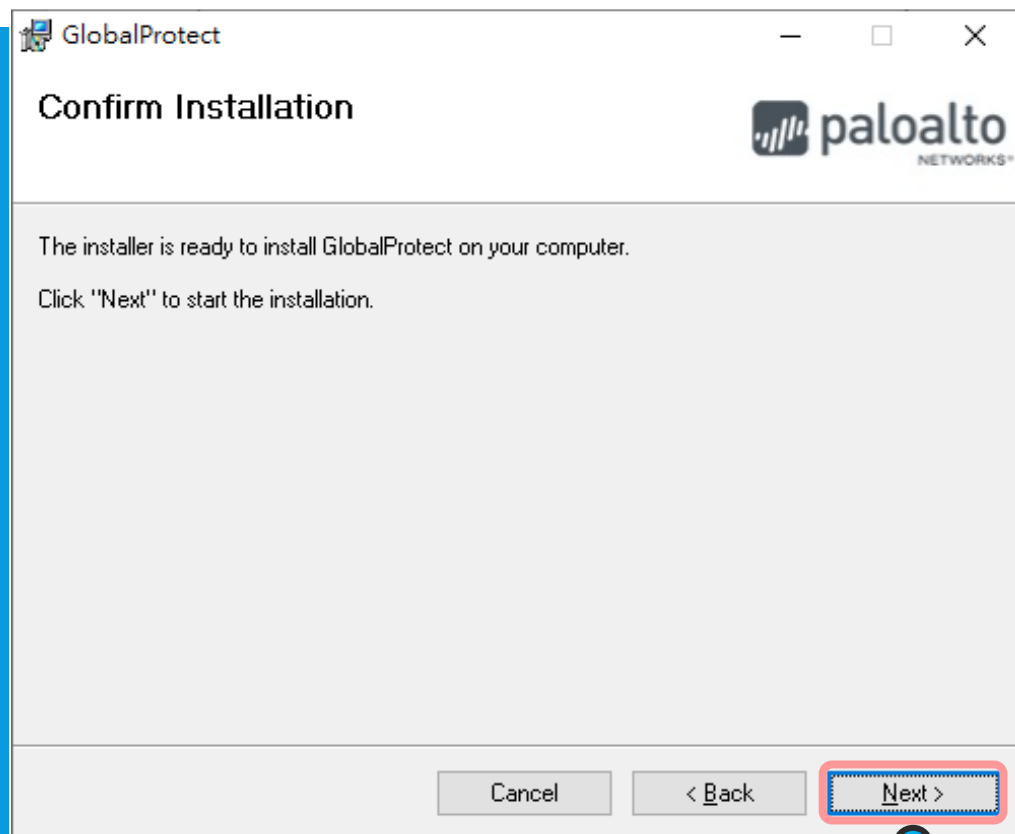 GlobalProtect
Confirm Installation
paloalto
NETWORKS®
The installer is ready to install GlobalProtect on your computer.
Click "Next" to start the installation.
Cancel
< Back
Next >